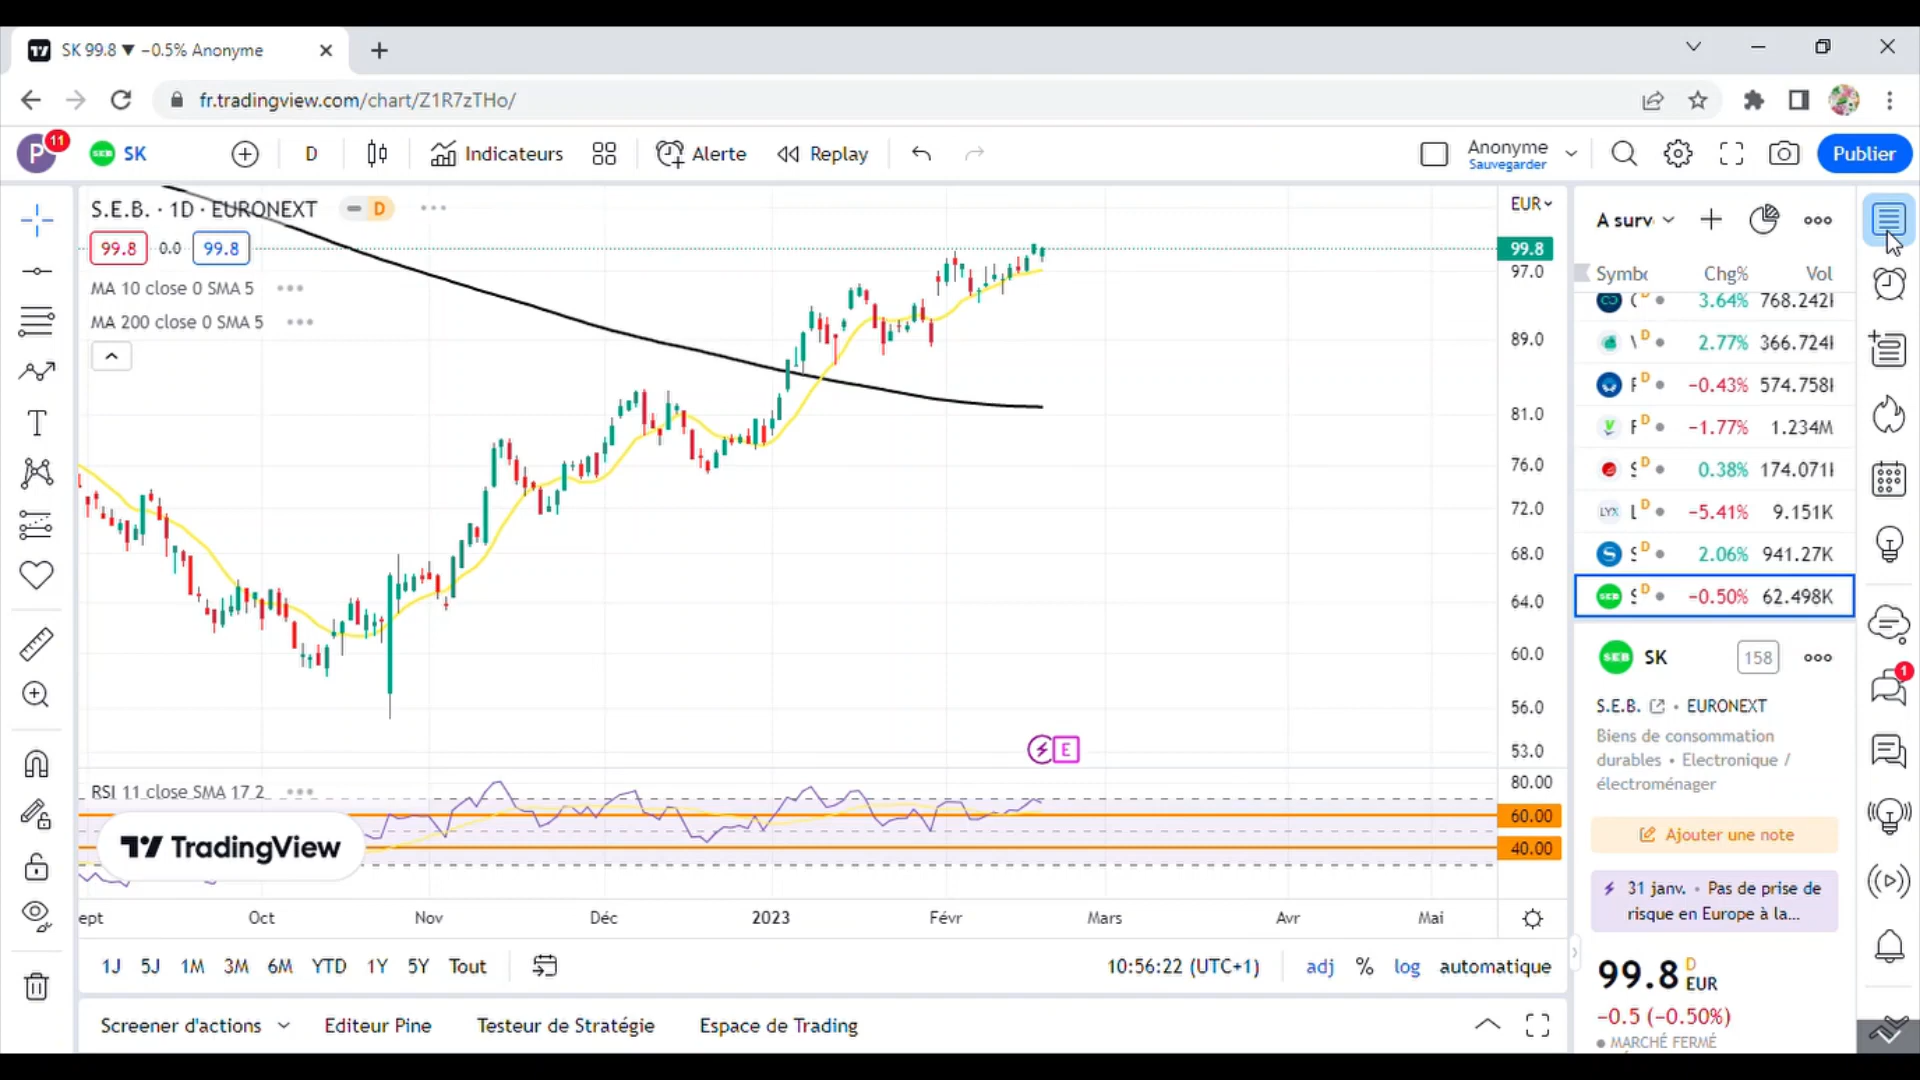 SK 99.8 ▼ −0.5% Anonyme
fr.tradingview.com/chart/Z1R7zTHo/
P 11
SEB SK
D
Indicateurs
Alerte
Replay
Anonyme
Sauvegarder
Publier
S.E.B. · 1D · EURONEXT
D
99.8 0.0 99.8
MA 10 close 0 SMA 5
MA 200 close 0 SMA 5
EUR
99.8
97.0
89.0
81.0
76.0
72.0
68.0
64.0
60.0
56.0
53.0
E
RSI 11 close SMA 17 2
80.00
60.00
40.00
TradingView
ept Oct Nov Déc 2023 Févr Mars Avr Mai
1J 5J 1M 3M 6M YTD 1Y 5Y Tout
10:56:22 (UTC+1) adj % log automatique
Screener d'actions Editeur Pine Testeur de Stratégie Espace de Trading
A surv
Symbo Chg% Vol
D 3.64% 768.242
D 2.77% 366.724
D −0.43% 574.758
D −1.77% 1.234M
D 0.38% 174.071
LYX L D −5.41% 9.151K
S D 2.06% 941.27K
SEB D −0.50% 62.498K
SEB SK 158
S.E.B. • EURONEXT
Biens de consommation
durables • Electronique /
électroménager
Ajouter une note
31 janv. • Pas de prise de
risque en Europe à la...
99.8 D EUR
−0.5 (−0.50%)
MARCHÉ FERMÉ
1